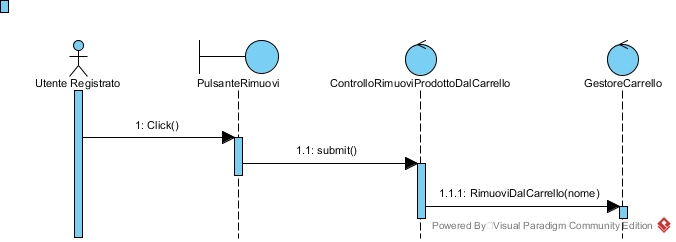 Utente Registrato
PulsanteRimuovi
ControlloRimuoviProdottoDalCarrello
GestoreCarrello
1: Click()
1.1: submit()
1.1.1: RimuoviDalCarrello(nome)
Powered By Visual Paradigm Community Edition